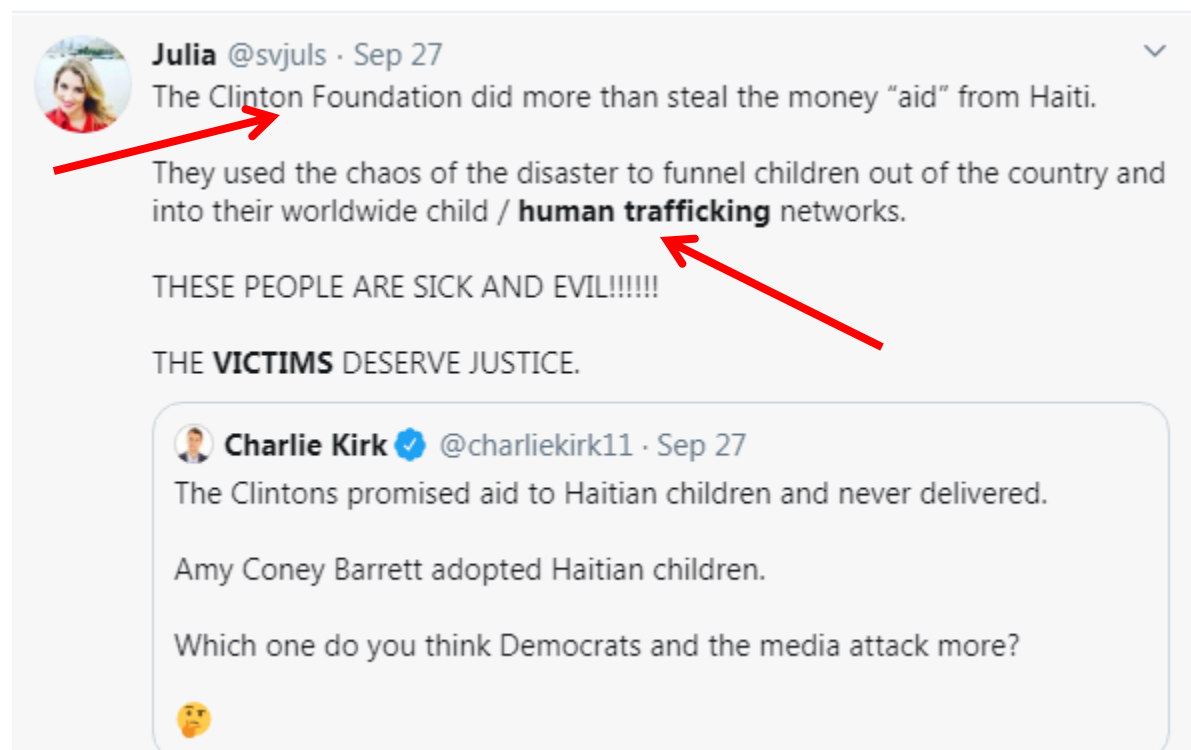 Julia @svjuls · Sep 27
The Clinton Foundation did more than steal the money “aid” from Haiti.
They used the chaos of the disaster to funnel children out of the country and
into their worldwide child / human trafficking networks.
THESE PEOPLE ARE SICK AND EVIL!!!!!!
THE VICTIMS DESERVE JUSTICE.
Charlie Kirk @charliekirk11 · Sep 27
The Clintons promised aid to Haitian children and never delivered.
Amy Coney Barrett adopted Haitian children.
Which one do you think Democrats and the media attack more?
🤔